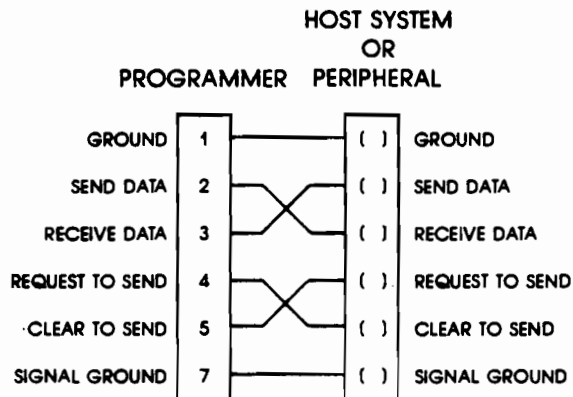 HOST SYSTEM
OR
PROGRAMMER PERIPHERAL
GROUND 1 ( ) GROUND
SEND DATA 2 ( ) SEND DATA
RECEIVE DATA 3 ( ) RECEIVE DATA
REQUEST TO SEND 4 ( ) REQUEST TO SEND
CLEAR TO SEND 5 ( ) CLEAR TO SEND
SIGNAL GROUND 7 ( ) SIGNAL GROUND